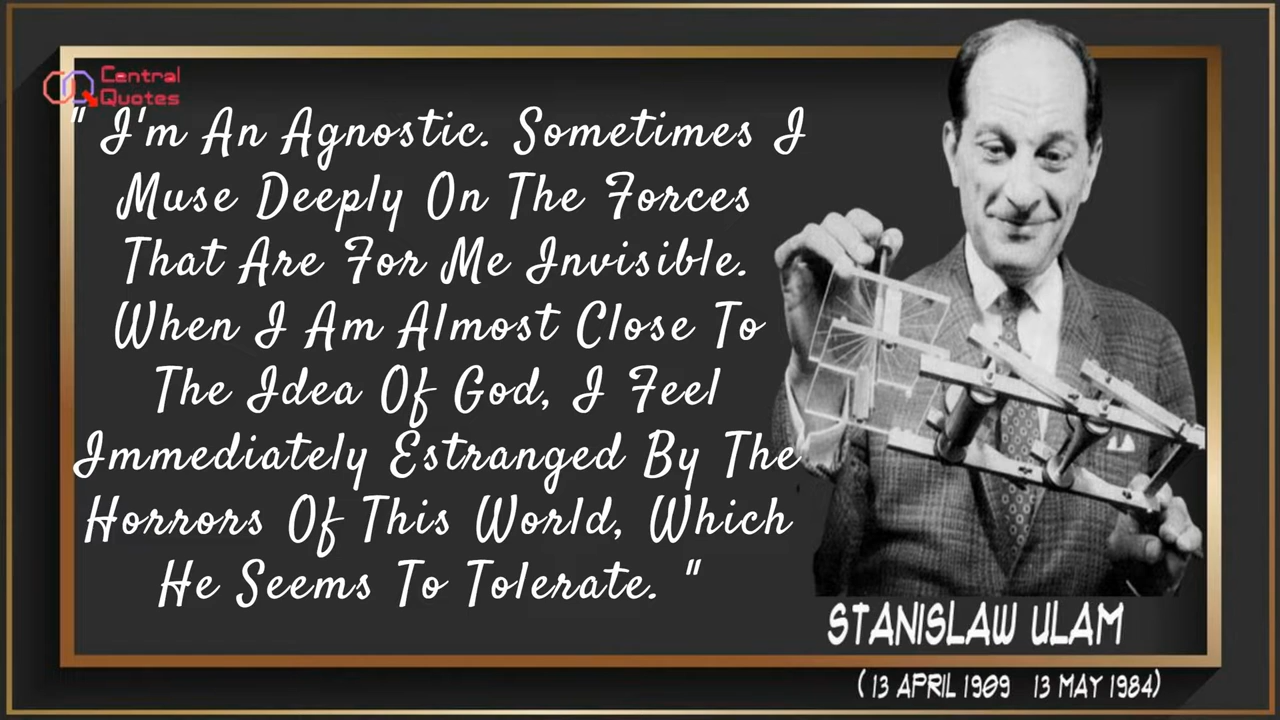 Central
Quotes
" I'm An Agnostic. Sometimes I
Muse Deeply On The Forces
That Are For Me Invisible.
When I Am Almost Close To
The Idea Of God, I Feel
Immediately Estranged By The
Horrors Of This World, Which
He Seems To Tolerate. "
STANISLAW ULAM
( 13 APRIL 1909 13 MAY 1984)